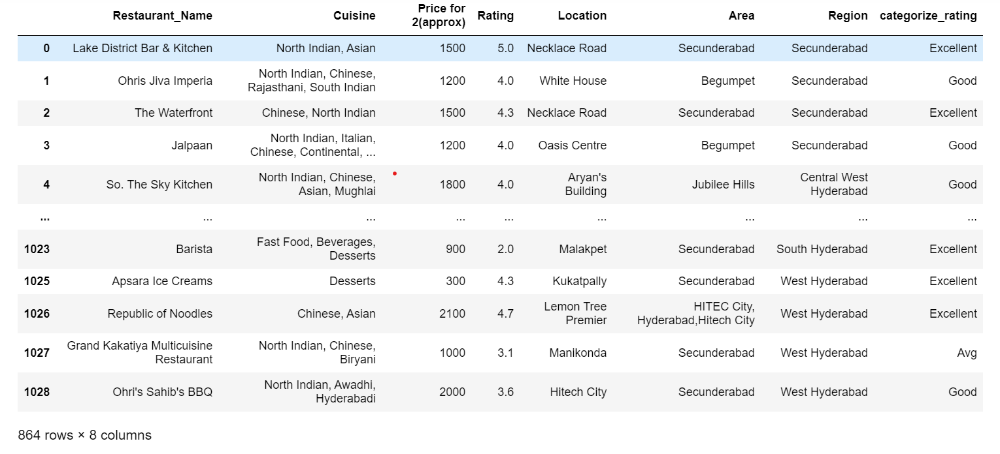 Restaurant_Name Cuisine Price for 2(approx) Rating Location Area Region categorize_rating
0 Lake District Bar & Kitchen North Indian, Asian 1500 5.0 Necklace Road Secunderabad Secunderabad Excellent
1 Ohris Jiva Imperia North Indian, Chinese, Rajasthani, South Indian 1200 4.0 White House Begumpet Secunderabad Good
2 The Waterfront Chinese, North Indian 1500 4.3 Necklace Road Secunderabad Secunderabad Excellent
3 Jalpaan North Indian, Italian, Chinese, Continental, ... 1200 4.0 Oasis Centre Begumpet Secunderabad Good
4 So. The Sky Kitchen North Indian, Chinese, Asian, Mughlai 1800 4.0 Aryan's Building Jubilee Hills Central West Hyderabad Good
... ... ... ... ... ... ... ... ...
1023 Barista Fast Food, Beverages, Desserts 900 2.0 Malakpet Secunderabad South Hyderabad Excellent
1025 Apsara Ice Creams Desserts 300 4.3 Kukatpally Secunderabad West Hyderabad Excellent
1026 Republic of Noodles Chinese, Asian 2100 4.7 Lemon Tree Premier HITEC City, Hyderabad,Hitech City West Hyderabad Excellent
1027 Grand Kakatiya Multicuisine Restaurant North Indian, Chinese, Biryani 1000 3.1 Manikonda Secunderabad West Hyderabad Avg
1028 Ohri's Sahib's BBQ North Indian, Awadhi, Hyderabadi 2000 3.6 Hitech City Secunderabad West Hyderabad Good
864 rows × 8 columns